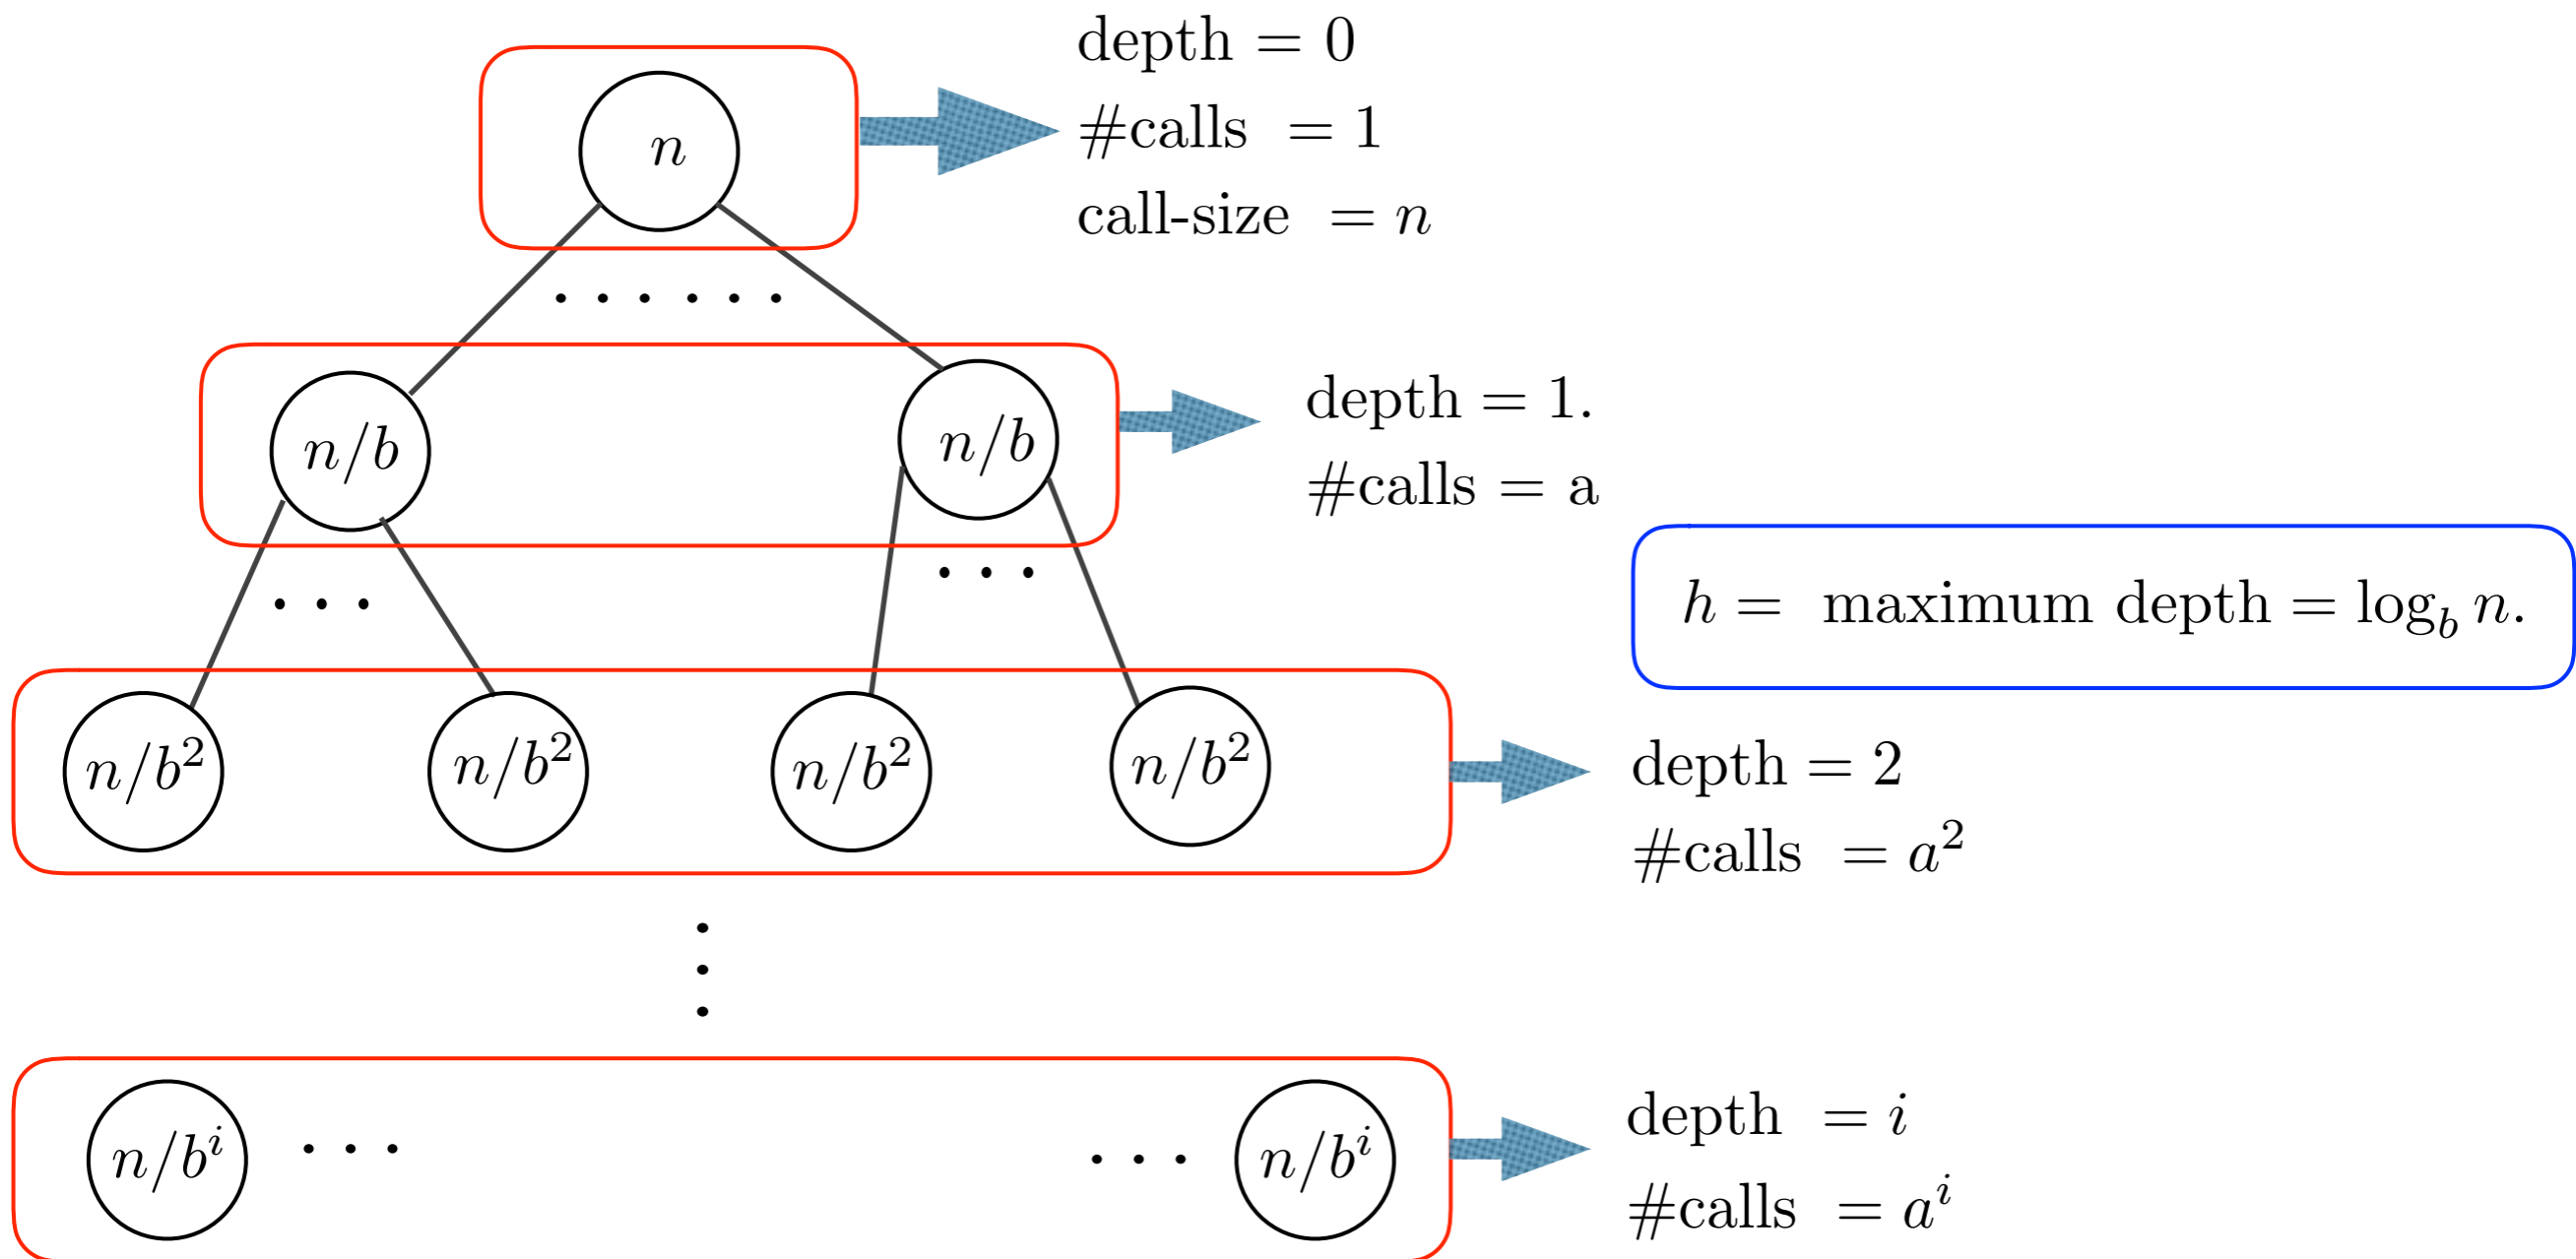 n
depth = 0
#calls = 1
call-size = n
. . . . . .
n/b
n/b
depth = 1.
#calls = a
. . .
. . .
h = maximum depth = log_b n.
n/b^2
n/b^2
n/b^2
n/b^2
depth = 2
#calls = a^2
n/b^i
. . .
. . .
n/b^i
depth = i
#calls = a^i